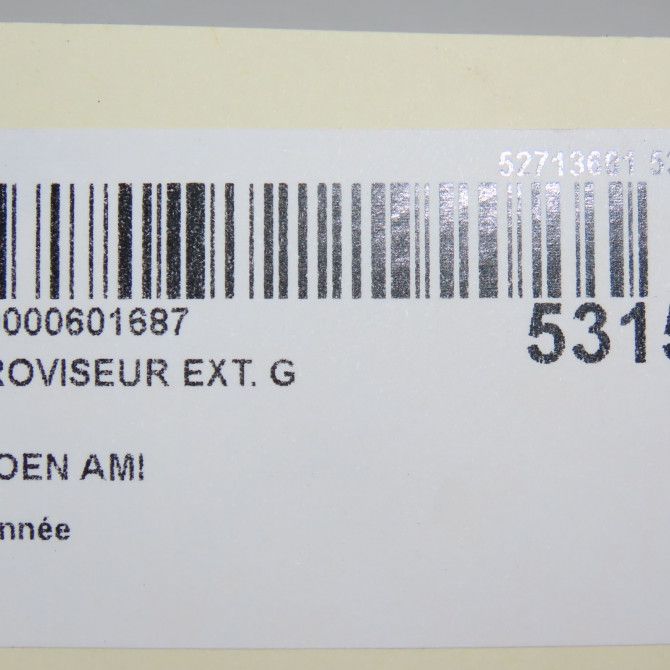 52713681
000601687
5315
ROVISEUR EXT. G
OEN AMI
nnée